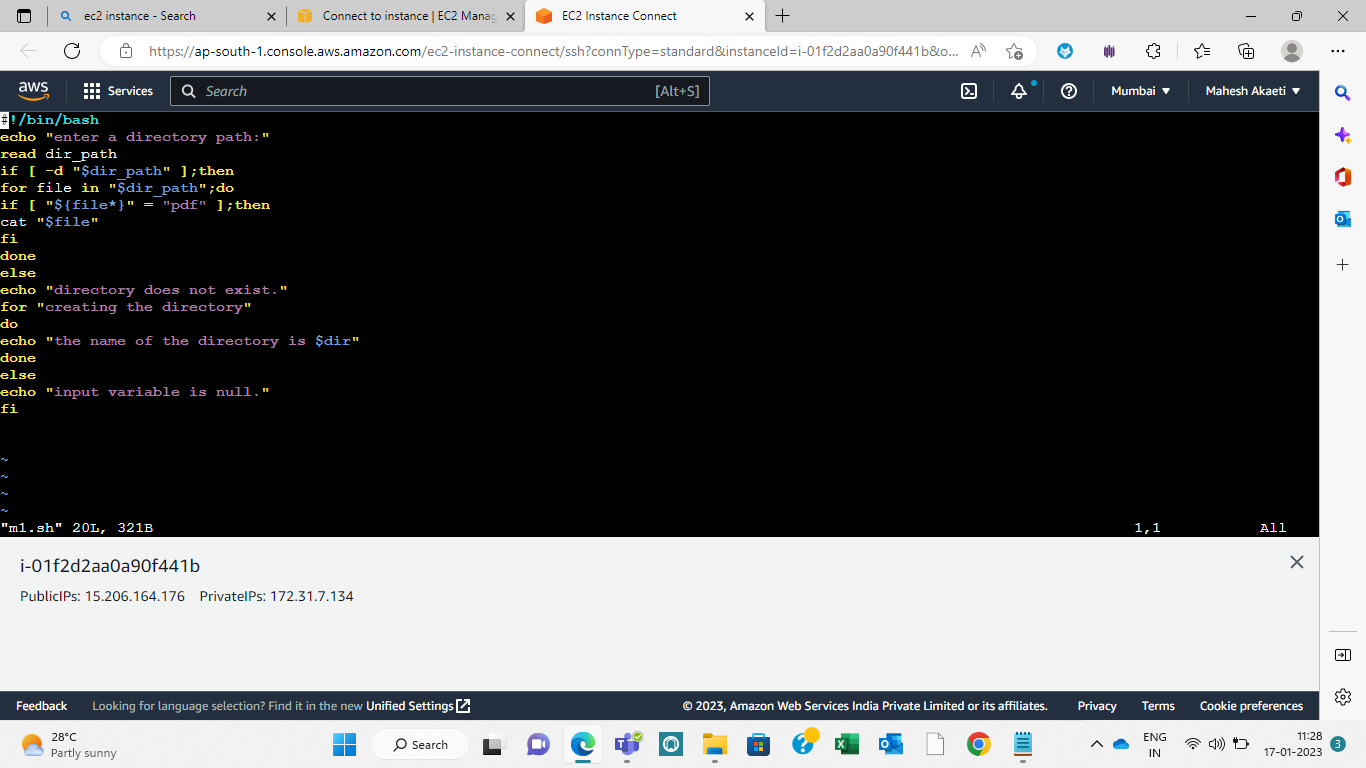 ec2 instance - Search
Connect to instance | EC2 Manag
EC2 Instance Connect
https://ap-south-1.console.aws.amazon.com/ec2-instance-connect/ssh?connType=standard&instanceId=i-01f2d2aa0a90f441b&o...
aws
Services
Search
[Alt+S]
Mumbai
Mahesh Akaeti
#!/bin/bash
echo "enter a directory path:"
read dir_path
if [ -d "$dir_path" ];then
for file in "$dir_path";do
if [ "${file*}" = "pdf" ];then
cat "$file"
fi
done
else
echo "directory does not exist."
for "creating the directory"
do
echo "the name of the directory is $dir"
done
else
echo "input variable is null."
fi
~
~
~
~
"m1.sh" 20L, 321B 1,1 All
i-01f2d2aa0a90f441b
PublicIPs: 15.206.164.176 PrivateIPs: 172.31.7.134
Feedback Looking for language selection? Find it in the new Unified Settings © 2023, Amazon Web Services India Private Limited or its affiliates. Privacy Terms Cookie preferences
28°C
Partly sunny
Search
ENG
IN
11:28
17-01-2023
3